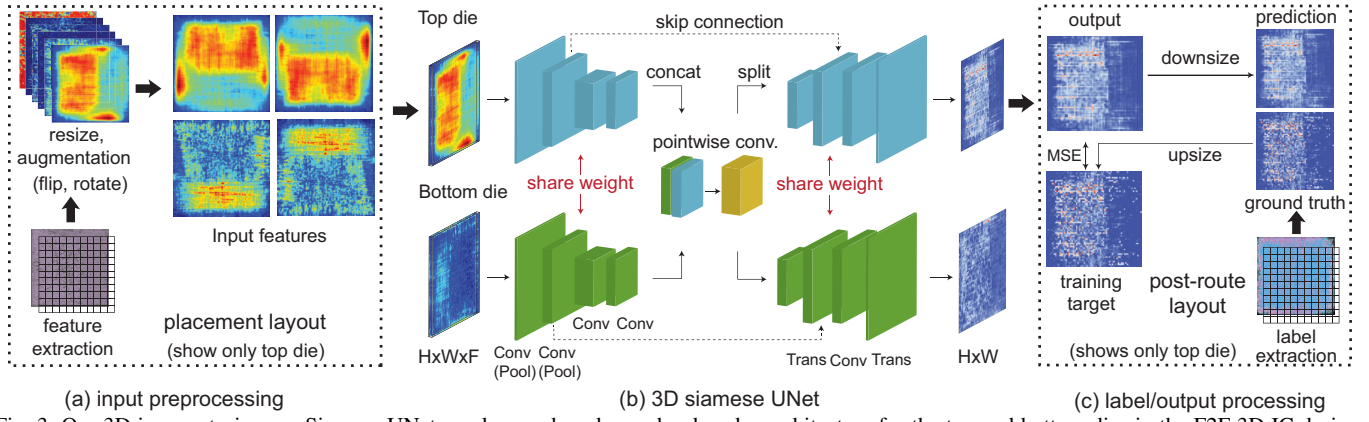 resize,
augmentation
(flip, rotate)
feature
extraction
Input features
placement layout
(show only top die)
(a) input preprocessing
Top die
Bottom die
HxWxF
skip connection
concat
split
pointwise conv.
share weight
share weight
Conv Conv
Conv
(Pool)
Conv
(Pool)
Trans Conv Trans
HxW
(b) 3D siamese UNet
output
prediction
downsize
MSE
upsize
ground truth
training
target
post-route
layout
(shows only top die)
label
extraction
(c) label/output processing